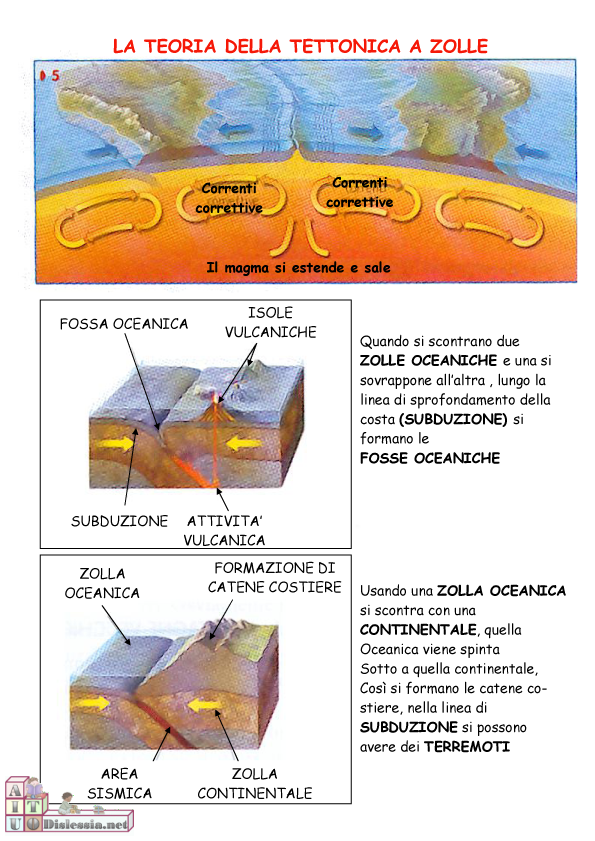 LA TEORIA DELLA TETTONICA A ZOLLE
5
Correnti
correttive
Correnti
correttive
Il magma si estende e sale
FOSSA OCEANICA
ISOLE
VULCANICHE
SUBDUZIONE
ATTIVITA'
VULCANICA
Quando si scontrano due
ZOLLE OCEANICHE e una si
sovrappone all'altra , lungo la
linea di sprofondamento della
costa (SUBDUZIONE) si
formano le
FOSSE OCEANICHE
ZOLLA
OCEANICA
FORMAZIONE DI
CATENE COSTIERE
AREA
SISMICA
ZOLLA
CONTINENTALE
Usando una ZOLLA OCEANICA
si scontra con una
CONTINENTALE, quella
Oceanica viene spinta
Sotto a quella continentale,
Così si formano le catene co-
stiere, nella linea di
SUBDUZIONE si possono
avere dei TERREMOTI
AIUTO
Dislessia.net